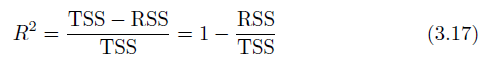 R² = (TSS − RSS)/TSS = 1 − RSS/TSS (3.17)